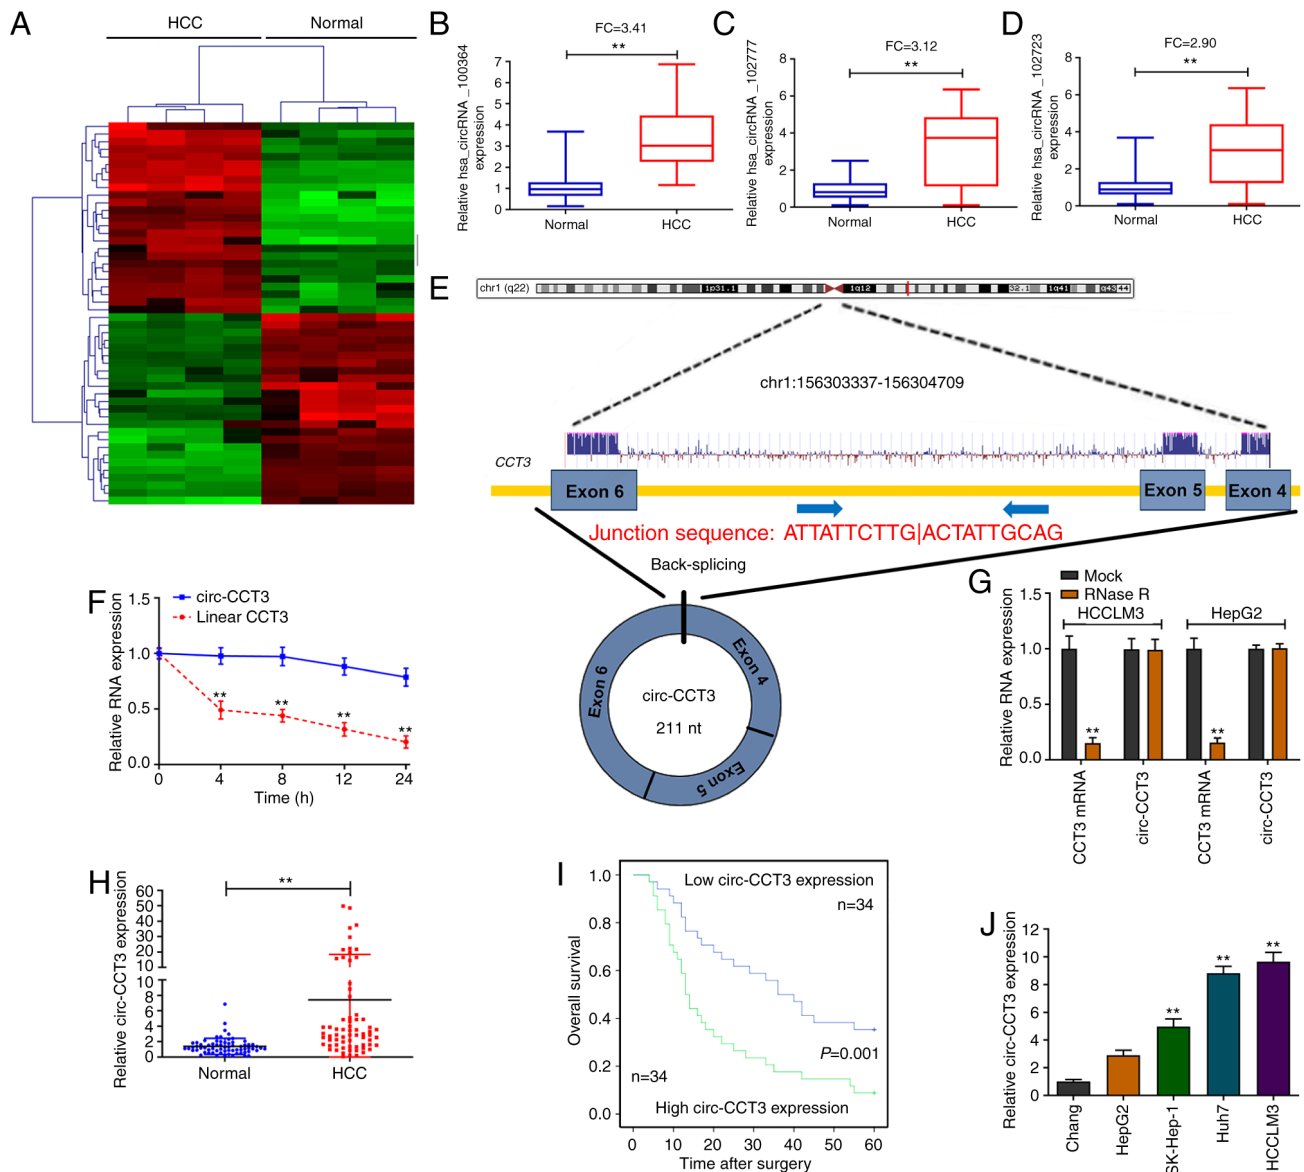 A
HCC
Normal
B
FC=3.41
**
Relative hsa_circRNA _100364
expression
7
6
5
4
3
2
1
0
Normal
HCC
C
FC=3.12
**
Relative hsa_circRNA _102777
expression
8
6
4
2
0
Normal
HCC
D
FC=2.90
**
Relative hsa_circRNA _102723
expression
8
6
4
2
0
Normal
HCC
E
chr1 (q22)
1p31.1
1q12
32.1
1q41
q43
44
chr1:156303337-156304709
CCT3
Exon 6
Exon 5
Exon 4
Junction sequence: ATTATTCTTG|ACTATTGCAG
Back-splicing
Exon 6
Exon 4
Exon 5
circ-CCT3
211 nt
F
circ-CCT3
Linear CCT3
Relative RNA expression
1.5
1.0
0.5
0.0
**
**
**
**
0
4
8
12
24
Time (h)
G
Mock
RNase R
HCCLM3
HepG2
Relative RNA expression
1.5
1.0
0.5
0.0
**
**
CCT3 mRNA
circ-CCT3
CCT3 mRNA
circ-CCT3
H
**
Relative circ-CCT3 expression
60
50
40
30
20
10
10
8
6
4
2
0
Normal
HCC
I
Low circ-CCT3 expression
n=34
Overall survival
1.0
0.8
0.6
0.4
0.2
0.0
P=0.001
n=34
High circ-CCT3 expression
0
10
20
30
40
50
60
Time after surgery
J
Relative circ-CCT3 expression
12
10
8
6
4
2
0
**
**
**
Chang
HepG2
SK-Hep-1
Huh7
HCCLM3